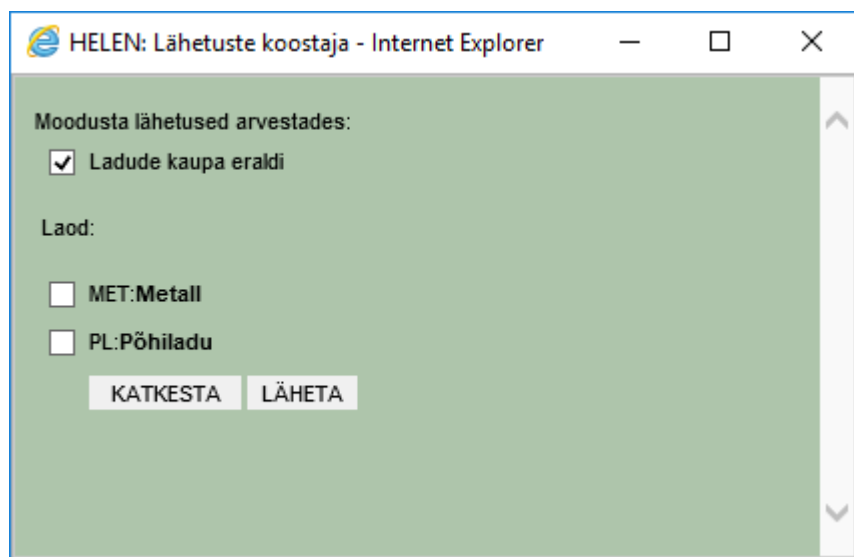 HELEN: Lähetuste koostaja - Internet Explorer
Moodusta lähetused arvestades:
Ladude kaupa eraldi
Laod:
MET:Metall
PL:Põhiladu
KATKESTA LÄHETA